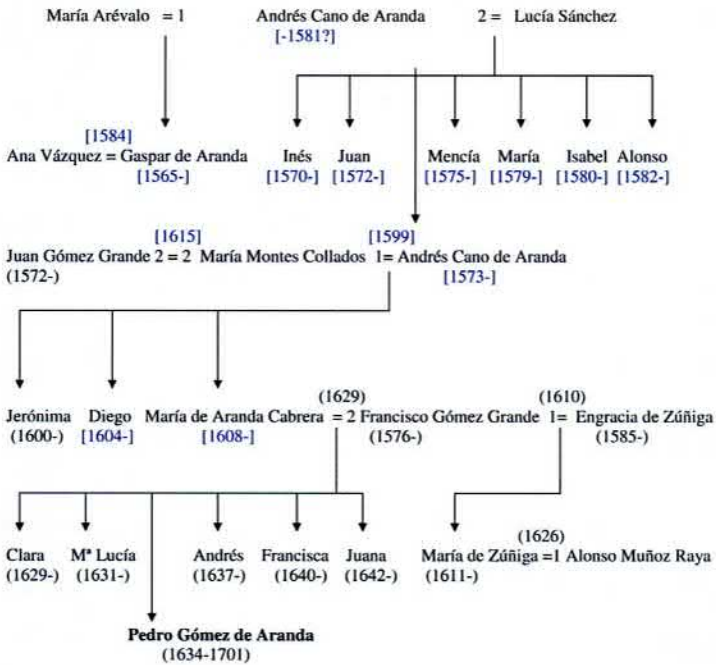 María Arévalo = 1 Andrés Cano de Aranda 2 = Lucía Sánchez
[-1581?]
[1584]
Ana Vázquez = Gaspar de Aranda Inés Juan Mencía María Isabel Alonso
[1565-] [1570-] [1572-] [1575-] [1579-] [1580-] [1582-]
[1615] [1599]
Juan Gómez Grande 2 = 2 María Montes Collados 1= Andrés Cano de Aranda
(1572-) [1573-]
(1629) (1610)
Jerónima Diego María de Aranda Cabrera = 2 Francisco Gómez Grande 1= Engracia de Zúñiga
(1600-) [1604-] [1608-] (1576-) (1585-)
(1626)
Clara Mª Lucía Andrés Francisca Juana María de Zúñiga =1 Alonso Muñoz Raya
(1629-) (1631-) (1637-) (1640-) (1642-) (1611-)
Pedro Gómez de Aranda
(1634-1701)